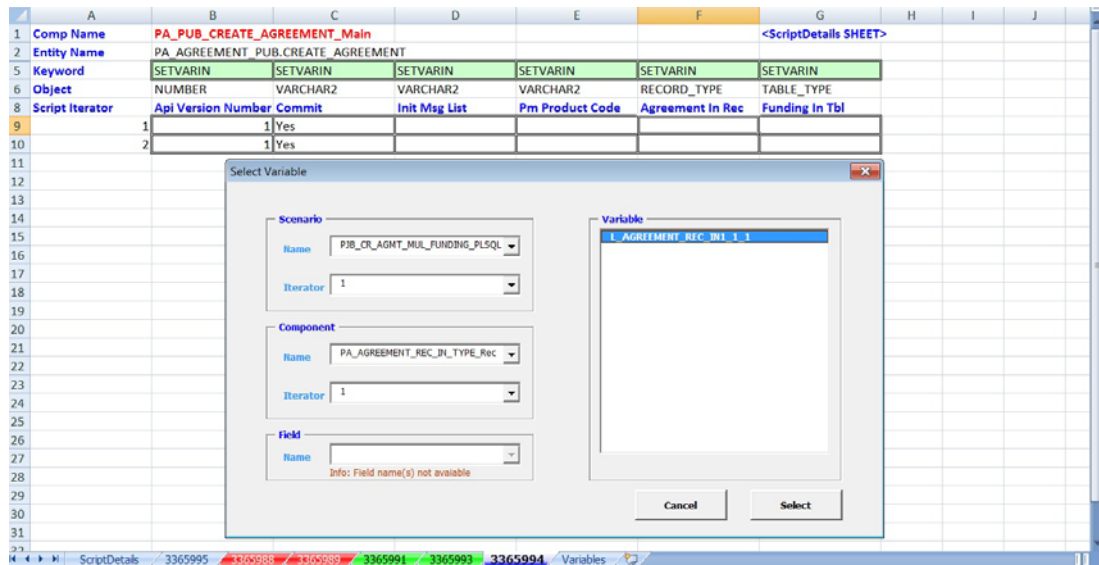 A B C D E F G H I J
1 Comp Name PA_PUB_CREATE_AGREEMENT_Main <ScriptDetails SHEET>
2 Entity Name PA_AGREEMENT_PUB.CREATE_AGREEMENT
5 Keyword SETVARIN SETVARIN SETVARIN SETVARIN SETVARIN SETVARIN
6 Object NUMBER VARCHAR2 VARCHAR2 VARCHAR2 RECORD_TYPE TABLE_TYPE
8 Script Iterator Api Version Number Commit Init Msg List Pm Product Code Agreement In Rec Funding In Tbl
9 1 1 Yes
10 2 1 Yes
11
12
13
14
15
16
17
18
19
20
21
22
23
24
25
26
27
28
29
30
31
32
Select Variable
Scenario
Name PJB_CR_AGMT_MUL_FUNDING_PLSQL
Iterator 1
Component
Name PA_AGREEMENT_REC_IN_TYPE_Rec
Iterator 1
Field
Name
Info: Field name(s) not avaiable
Variable
L_AGREEMENT_REC_IN1_1_1
Cancel Select
ScriptDetails 3365995 3365988 3365989 3365991 3365993 3365994 Variables